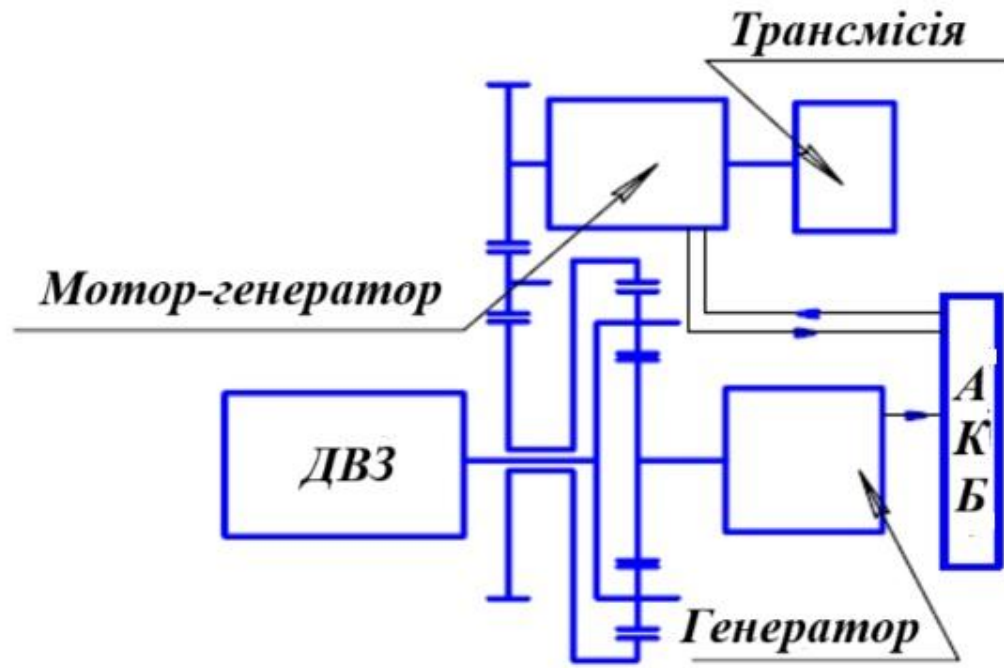 Трансмісія
Мотор-генератор
ДВЗ
А
К
Б
Генератор